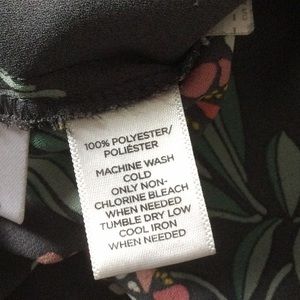 100% POLYESTER/
POLIÉSTER
MACHINE WASH
COLD
ONLY NON-
CHLORINE BLEACH
WHEN NEEDED
TUMBLE DRY LOW
COOL IRON
WHEN NEEDED